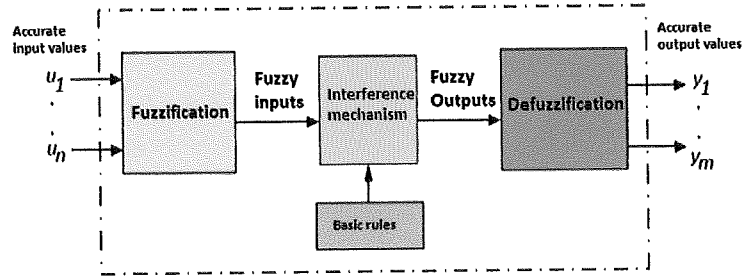 Accurate
input values
u1
.
.
un
Fuzzification
Fuzzy
inputs
Interference
mechanism
Basic rules
Fuzzy
Outputs
Defuzzification
Accurate
output values
y1
.
.
ym